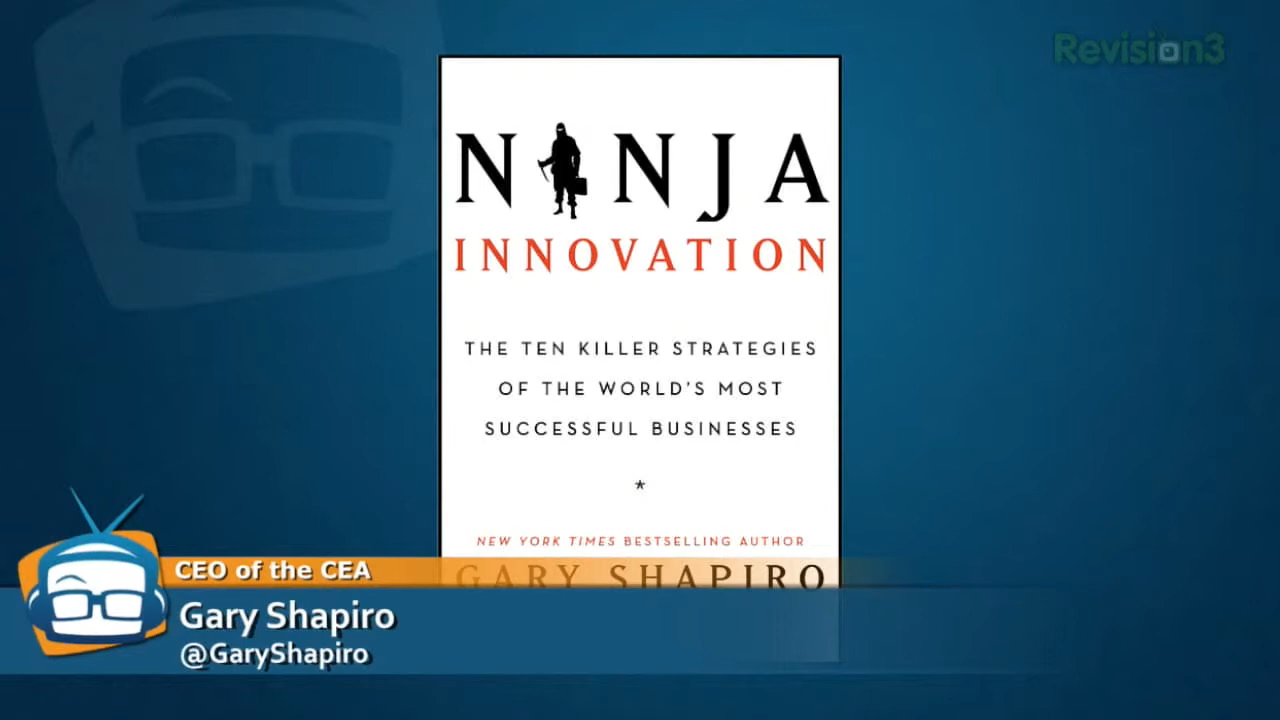 Revision3
NINJA
INNOVATION
THE TEN KILLER STRATEGIES
OF THE WORLD'S MOST
SUCCESSFUL BUSINESSES
*
NEW YORK TIMES BESTSELLING AUTHOR
GARY SHAPIRO
CEO of the CEA
Gary Shapiro
@GaryShapiro